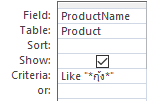 Field: ProductName
Table: Product
Sort:
Show:
Criteria: Like "*กุ้ง*"
or: